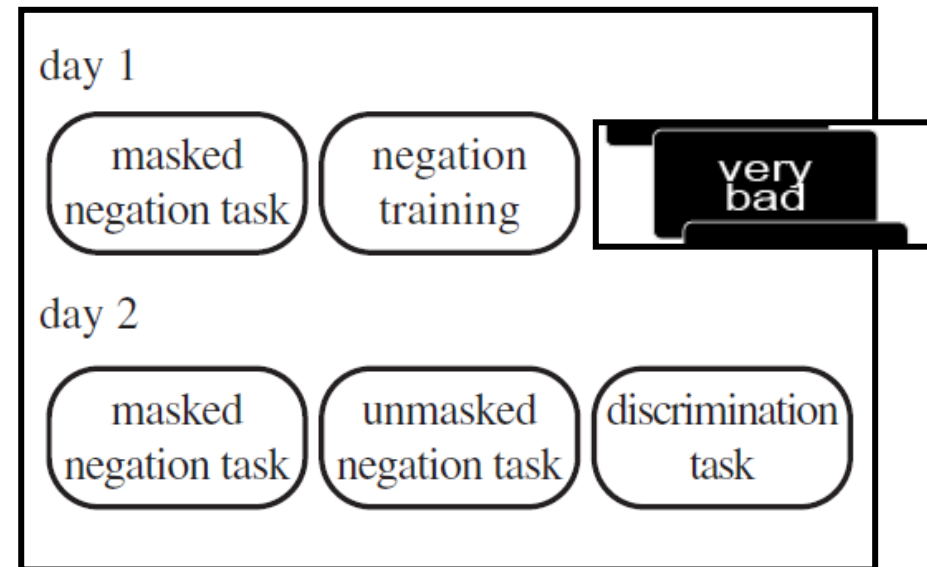 day 1
masked
negation task
negation
training
very
bad
day 2
masked
negation task
unmasked
negation task
discrimination
task